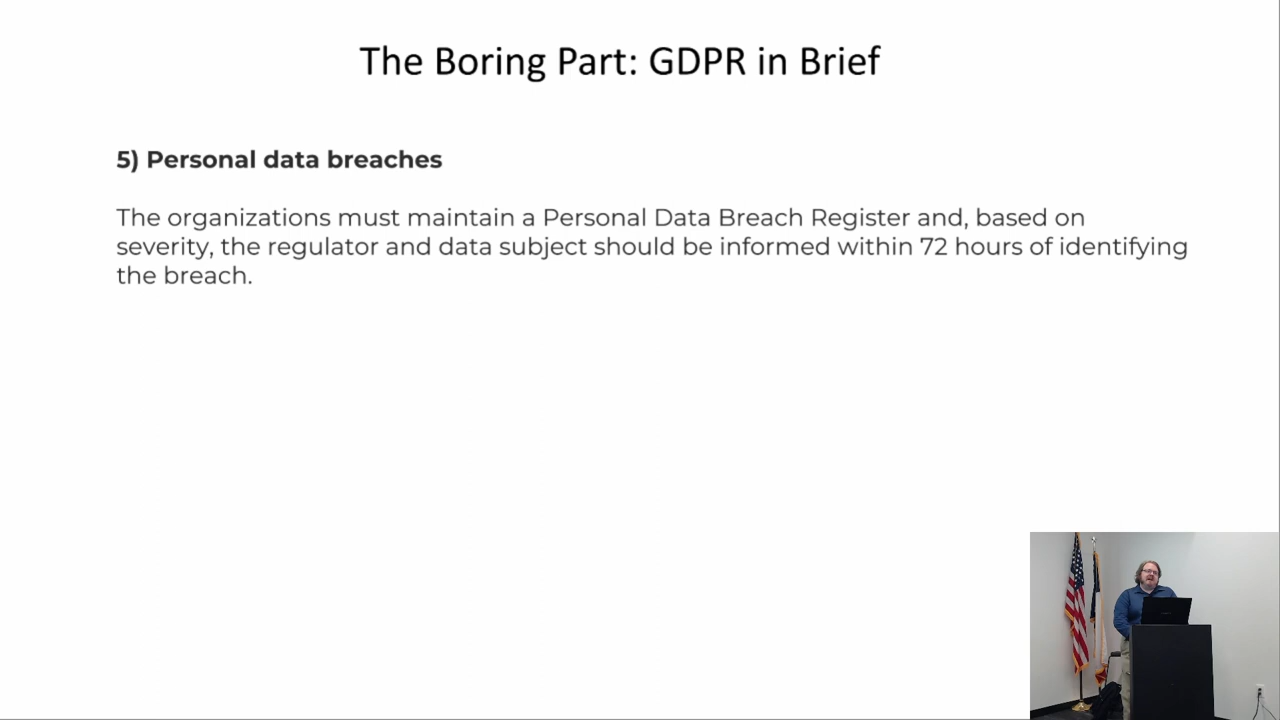 The Boring Part: GDPR in Brief
5) Personal data breaches
The organizations must maintain a Personal Data Breach Register and, based on
severity, the regulator and data subject should be informed within 72 hours of identifying
the breach.